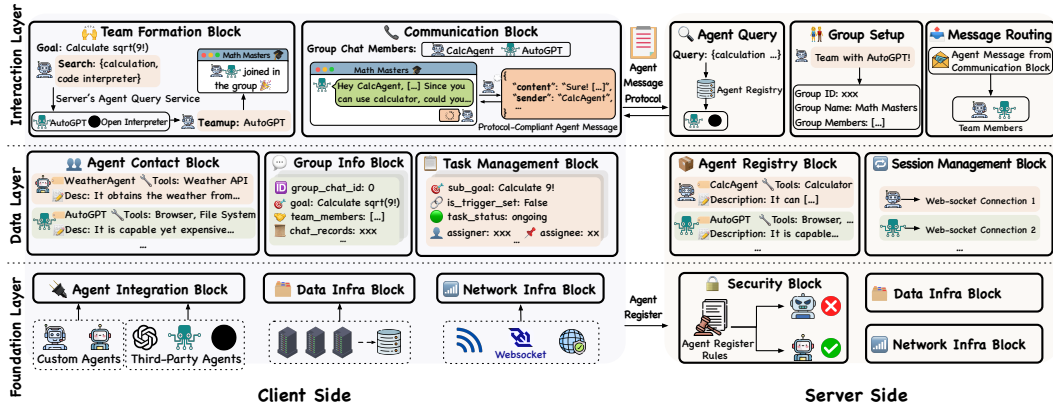 Interaction Layer
Team Formation Block
Goal: Calculate sqrt(9!)
Search: {calculation,
code interpreter}
Math Masters
joined in
the group
Server's Agent Query Service
AutoGPT Open Interpreter
Teamup: AutoGPT
Communication Block
Group Chat Members: CalcAgent AutoGPT
Math Masters
Hey CalcAgent, [...] Since you
can use calculator, could you...
{
"content": "Sure! [...]",
"sender": "CalcAgent",
...
}
Protocol-Compliant Agent Message
Agent
Message
Protocol
Agent Query
Query: {calculation ...}
Agent Registry
Group Setup
Team with AutoGPT!
Group ID: xxx
Group Name: Math Masters
Group Members: [...]
Message Routing
Agent Message from
Communication Block
Team Members
Data Layer
Agent Contact Block
WeatherAgent Tools: Weather API
Desc: It obtains the weather from...
AutoGPT Tools: Browser, File System
Desc: It is capable yet expensive...
...
Group Info Block
ID group_chat_id: 0
goal: Calculate sqrt(9!)
team_members: [...]
chat_records: xxx
...
Task Management Block
sub_goal: Calculate 9!
is_trigger_set: False
task_status: ongoing
assigner: xxx assignee: xx
...
Agent Registry Block
CalcAgent Tools: Calculator
Description: It can [...]
AutoGPT Tools: Browser, ...
Description: It is capable...
...
Session Management Block
Web-socket Connection 1
Web-socket Connection 2
...
Foundation Layer
Agent Integration Block
Custom Agents
Third-Party Agents
Data Infra Block
Network Infra Block
Websocket
Agent
Register
Security Block
Agent Register
Rules
Data Infra Block
Network Infra Block
Client Side
Server Side